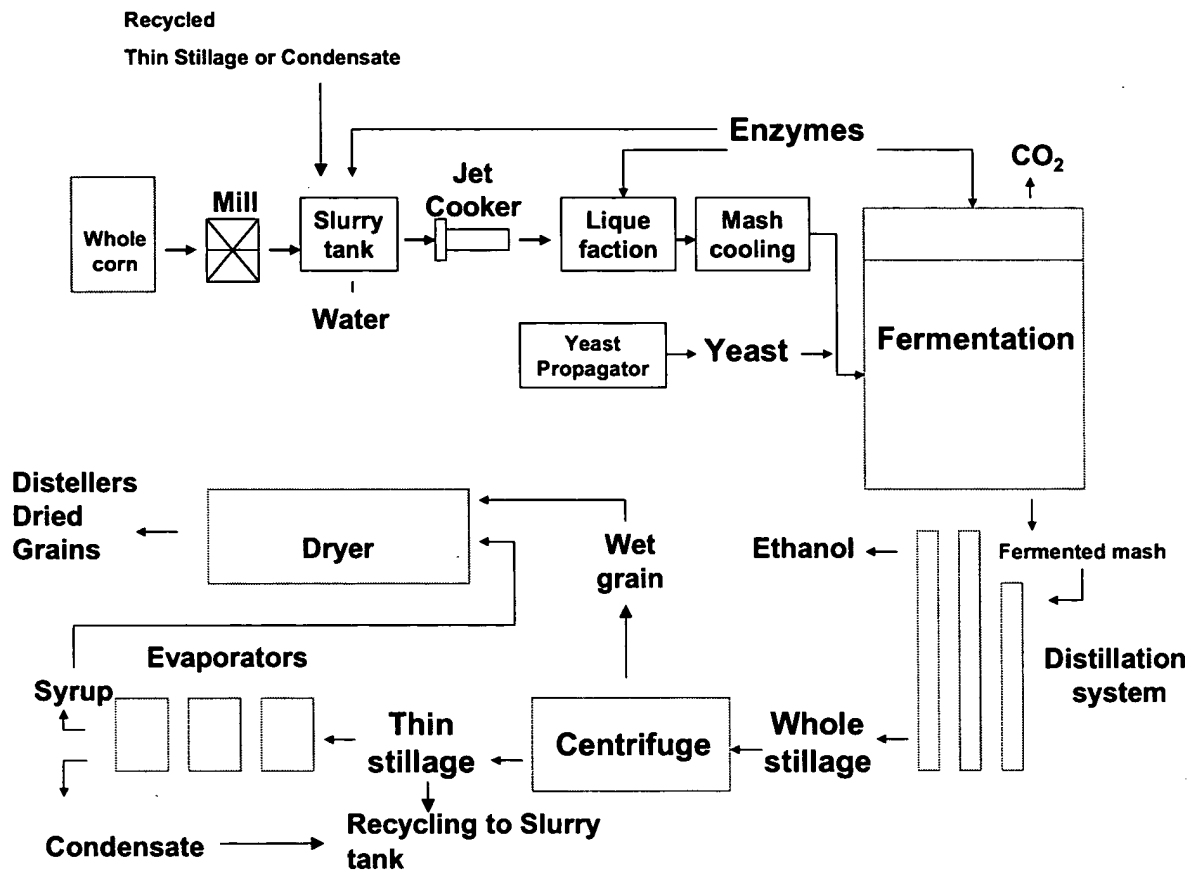 Recycled
Thin Stillage or Condensate
Enzymes
CO₂
Mill
Jet
Cooker
Whole
corn
Slurry
tank
Lique
faction
Mash
cooling
Water
Yeast
Propagator
Yeast
Fermentation
Distellers
Dried
Grains
Dryer
Wet
grain
Ethanol
Fermented mash
Evaporators
Distillation
system
Syrup
Thin
stillage
Centrifuge
Whole
stillage
Condensate
Recycling to Slurry
tank